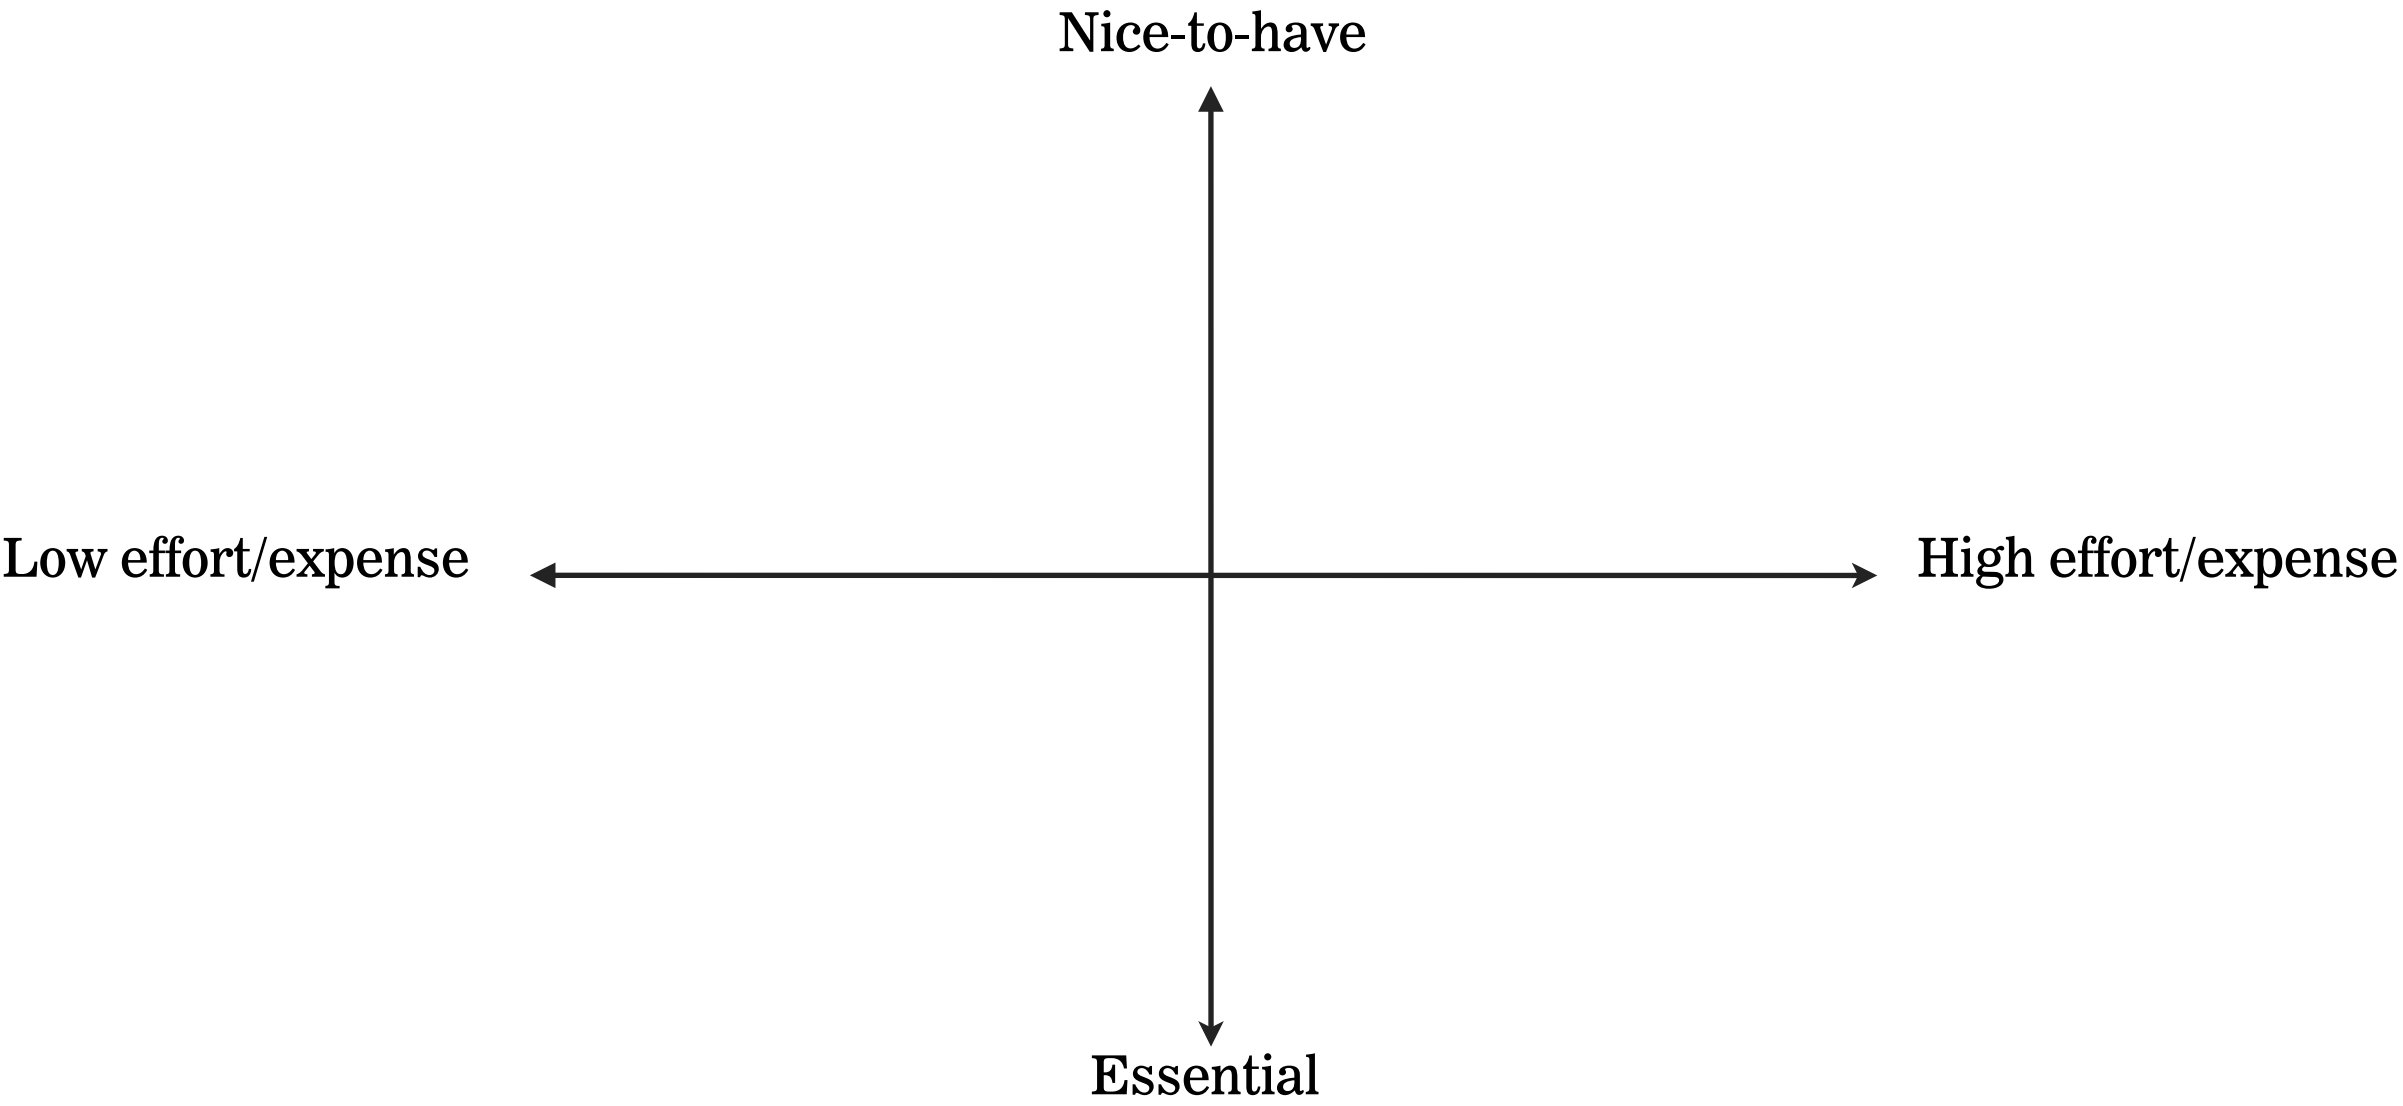 Nice-to-have
Low effort/expense
High effort/expense
Essential